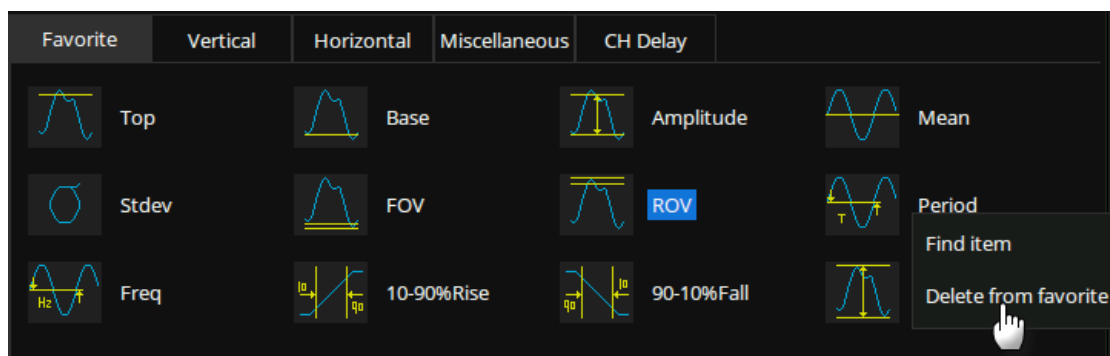 Favorite Vertical Horizontal Miscellaneous CH Delay
Top Base Amplitude Mean
Stdev FOV ROV T Period
Find item
Hz Freq 10 90 10-90%Rise 90 10 90-10%Fall
Delete from favorite